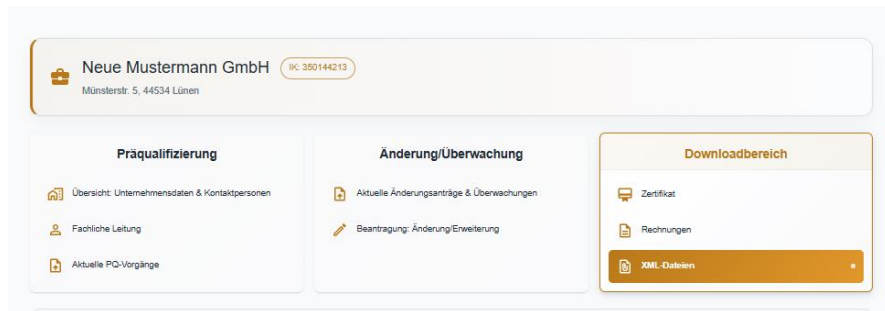 Neue Mustermann GmbH IK: 350144213
Münsterstr. 5, 44534 Lünen
Präqualifizierung
Übersicht: Unternehmensdaten & Kontaktpersonen
Fachliche Leitung
Aktuelle PQ-Vorgänge
Änderung/Überwachung
Aktuelle Änderungsanträge & Überwachungen
Beantragung: Änderung/Erweiterung
Downloadbereich
Zertifikat
Rechnungen
XML-Dateien